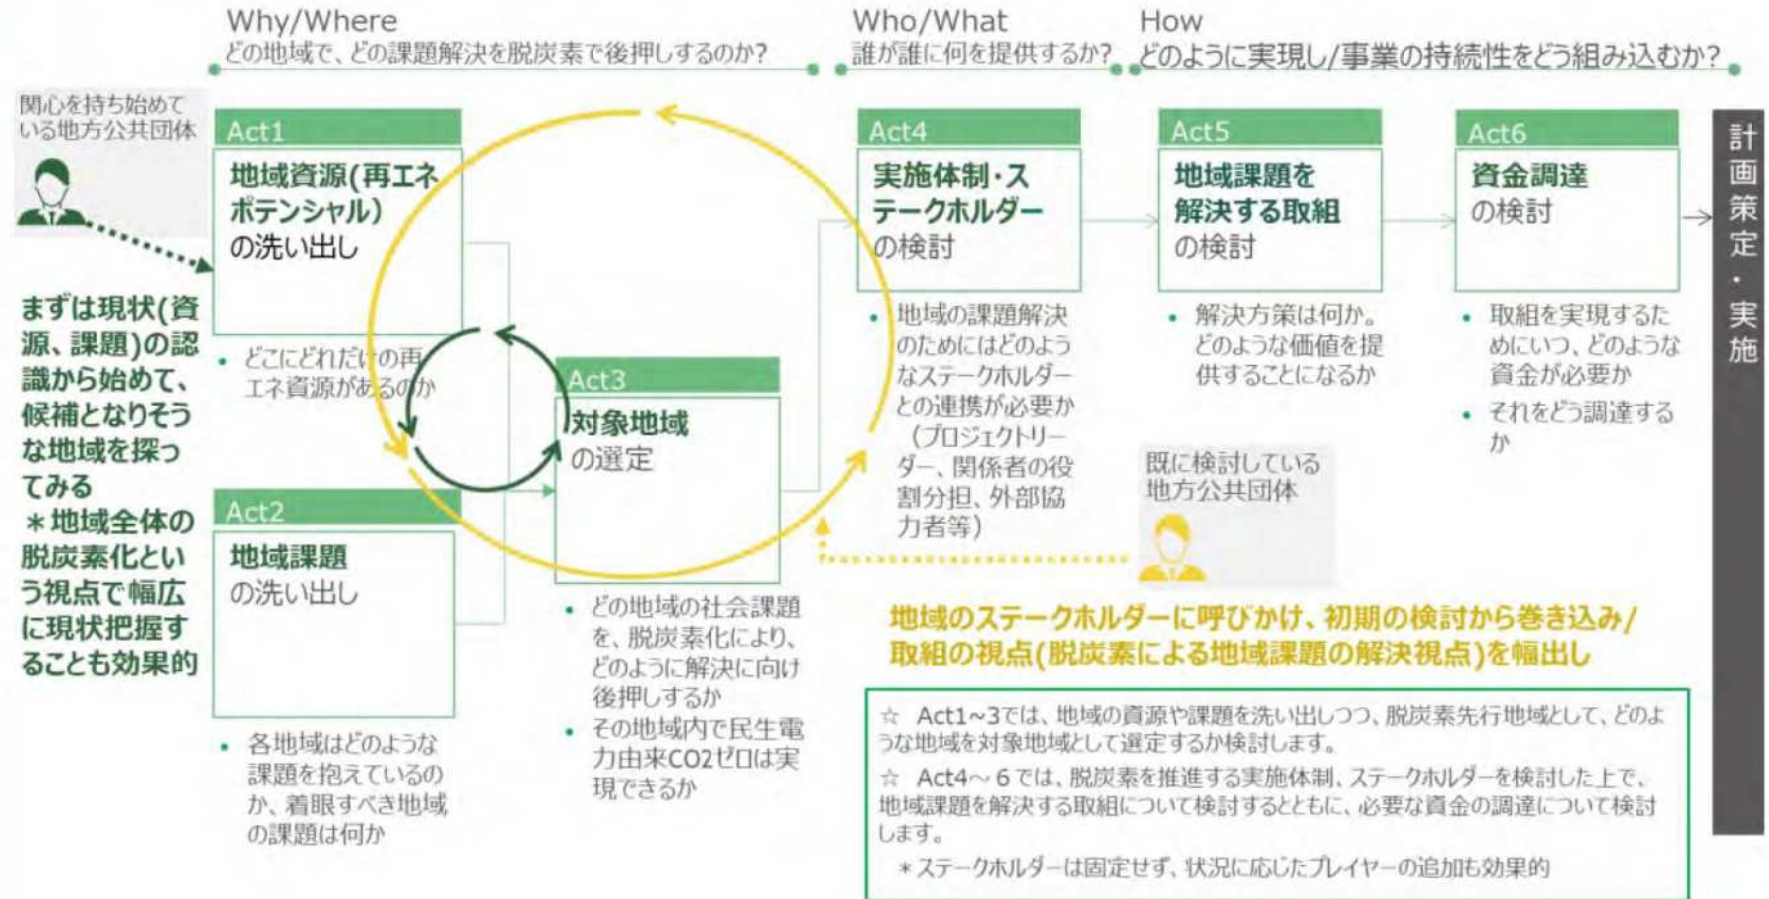 Why/Where
どの地域で、どの課題解決を脱炭素で後押しするのか?
Who/What
誰が誰に何を提供するか?
How
どのように実現し/事業の持続性をどう組み込むか?
関心を持ち始めて
いる地方公共団体
まずは現状(資
源、課題)の認
識から始めて、
候補となりそう
な地域を探っ
てみる
＊地域全体の
脱炭素化とい
う視点で幅広
に現状把握す
ることも効果的
Act1
地域資源(再エネ
ポテンシャル)
の洗い出し
• どこにどれだけの再
エネ資源があるのか
Act2
地域課題
の洗い出し
• 各地域はどのような
課題を抱えているの
か、着眼すべき地域
の課題は何か
Act3
対象地域
の選定
• どの地域の社会課題
を、脱炭素化により、
どのように解決に向け
後押しするか
• その地域内で民生電
力由来CO2ゼロは実
現できるか
Act4
実施体制・ス
テークホルダー
の検討
• 地域の課題解決
のためにはどのよう
なステークホルダー
との連携が必要か
（プロジェクトリー
ダー、関係者の役
割分担、外部協
力者等）
Act5
地域課題を
解決する取組
の検討
• 解決方策は何か。
どのような価値を提
供することになるか
Act6
資金調達
の検討
• 取組を実現するた
めにいつ、どのような
資金が必要か
• それをどう調達する
か
計画策定・実施
既に検討している
地方公共団体
地域のステークホルダーに呼びかけ、初期の検討から巻き込み/
取組の視点(脱炭素による地域課題の解決視点)を幅出し
☆ Act1~3では、地域の資源や課題を洗い出しつつ、脱炭素先行地域として、どのよ
うな地域を対象地域として選定するか検討します。
☆ Act4～６では、脱炭素を推進する実施体制、ステークホルダーを検討した上で、
地域課題を解決する取組について検討するとともに、必要な資金の調達について検討
します。
＊ステークホルダーは固定せず、状況に応じたプレイヤーの追加も効果的